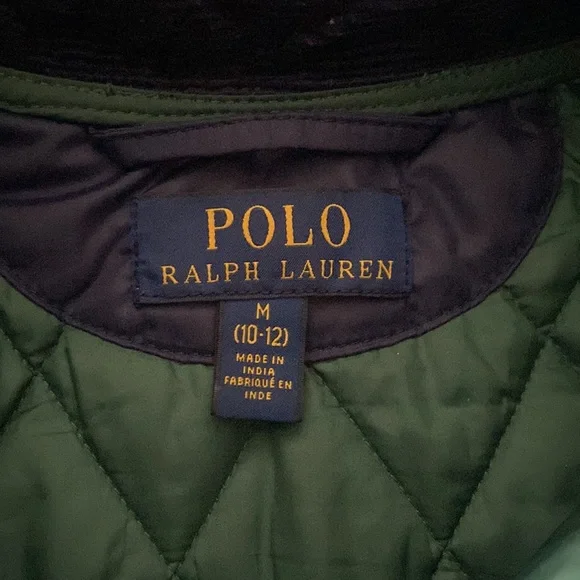 POLO
RALPH LAUREN
M
(10-12)
MADE IN
INDIA
FABRIQUÉ EN
INDE